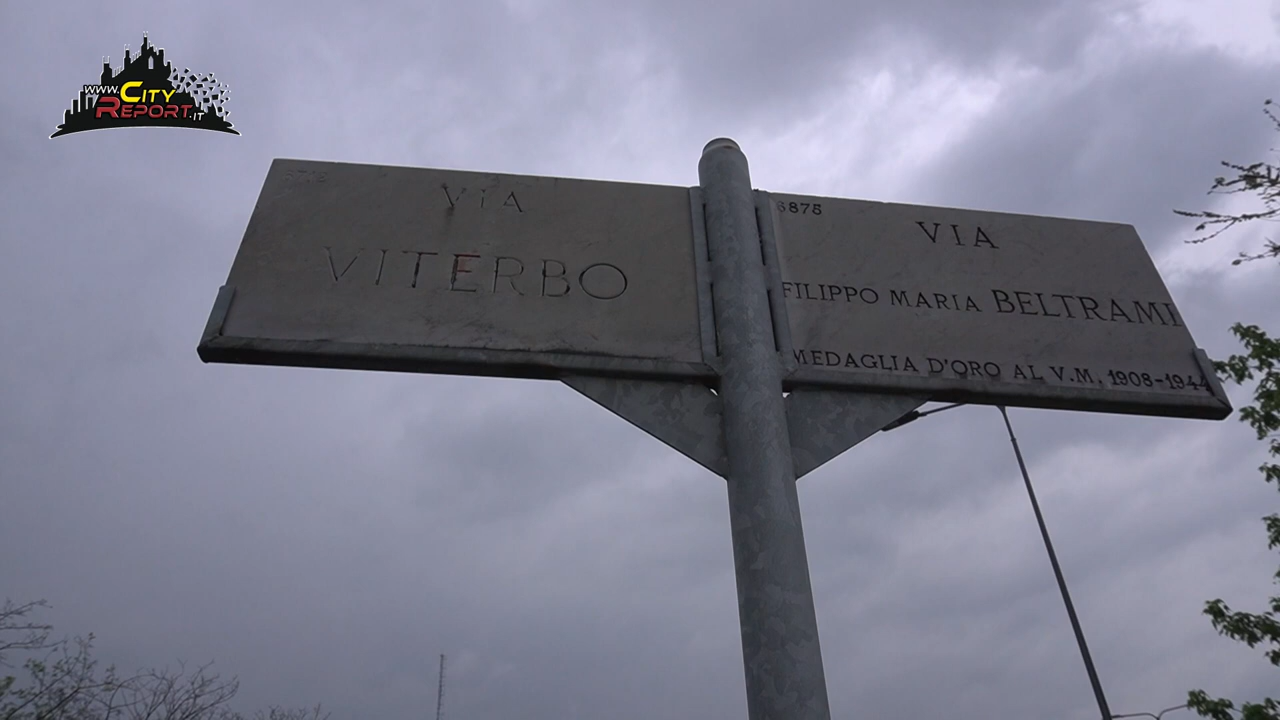 www.CITY
REPORT.IT
VIA
VITERBO
6875
VIA
FILIPPO MARIA BELTRAMI
MEDAGLIA D'ORO AL V.M. 1908-1944